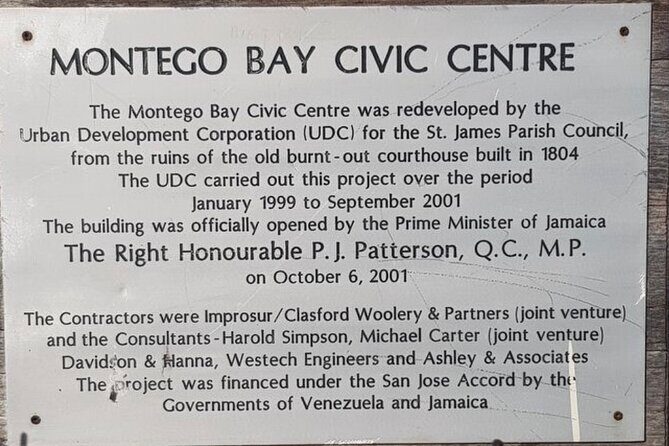 MONTEGO BAY CIVIC CENTRE
The Montego Bay Civic Centre was redeveloped by the
Urban Development Corporation (UDC) for the St. James Parish Council,
from the ruins of the old burnt-out courthouse built in 1804
The UDC carried out this project over the period
January 1999 to September 2001
The building was officially opened by the Prime Minister of Jamaica
The Right Honourable P.J. Patterson, Q.C., M.P.
on October 6, 2001
The Contractors were Improsur/Clasford Woolery & Partners (joint venture)
and the Consultants-Harold Simpson, Michael Carter (joint venture)
Davidson & Hanna, Westech Engineers and Ashley & Associates
The project was financed under the San Jose Accord by the
Governments of Venezuela and Jamaica